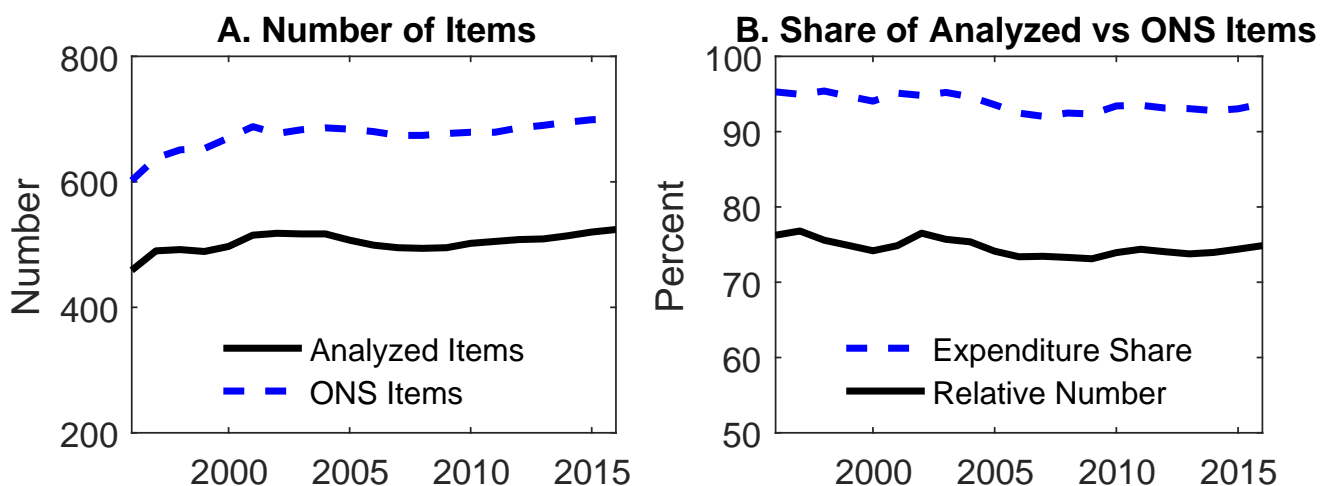 A. Number of Items
800
600
400
200
Number
2000
2005
2010
2015
Analyzed Items
ONS Items
B. Share of Analyzed vs ONS Items
100
90
80
70
60
50
Percent
2000
2005
2010
2015
Expenditure Share
Relative Number